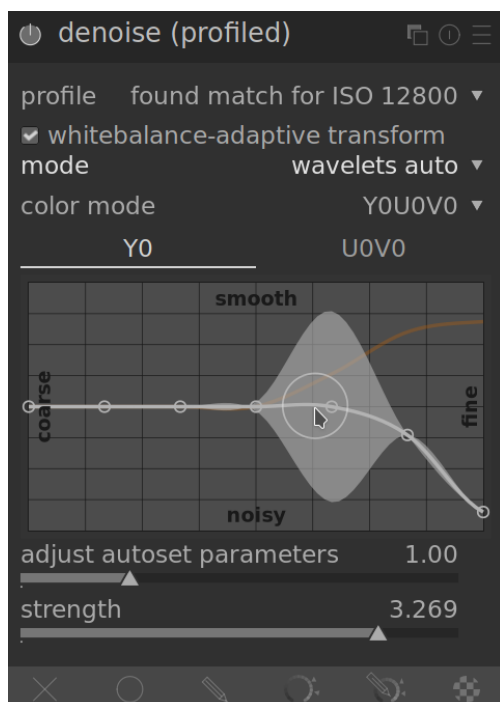 denoise (profiled)
profile found match for ISO 12800
whitebalance-adaptive transform
mode wavelets auto
color mode Y0U0V0
Y0 U0V0
smooth
coarse
fine
noisy
adjust autoset parameters 1.00
strength 3.269